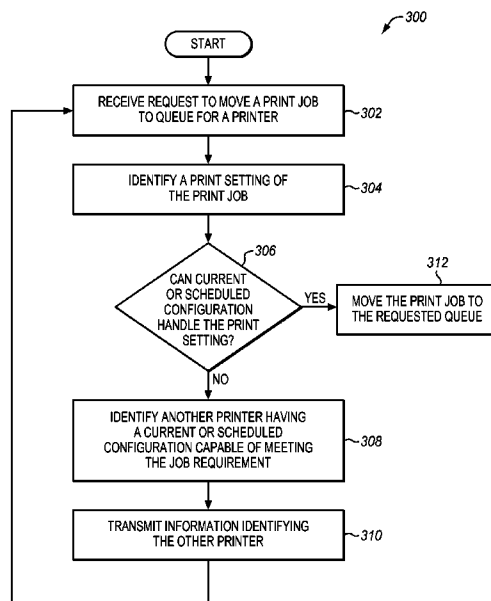 300
START
RECEIVE REQUEST TO MOVE A PRINT JOB
TO QUEUE FOR A PRINTER
302
IDENTIFY A PRINT SETTING OF
THE PRINT JOB
304
306
CAN CURRENT
OR SCHEDULED
CONFIGURATION
HANDLE THE PRINT
SETTING?
YES
312
MOVE THE PRINT JOB TO
THE REQUESTED QUEUE
NO
IDENTIFY ANOTHER PRINTER HAVING
A CURRENT OR SCHEDULED
CONFIGURATION CAPABLE OF MEETING
THE JOB REQUIREMENT
308
TRANSMIT INFORMATION IDENTIFYING
THE OTHER PRINTER
310